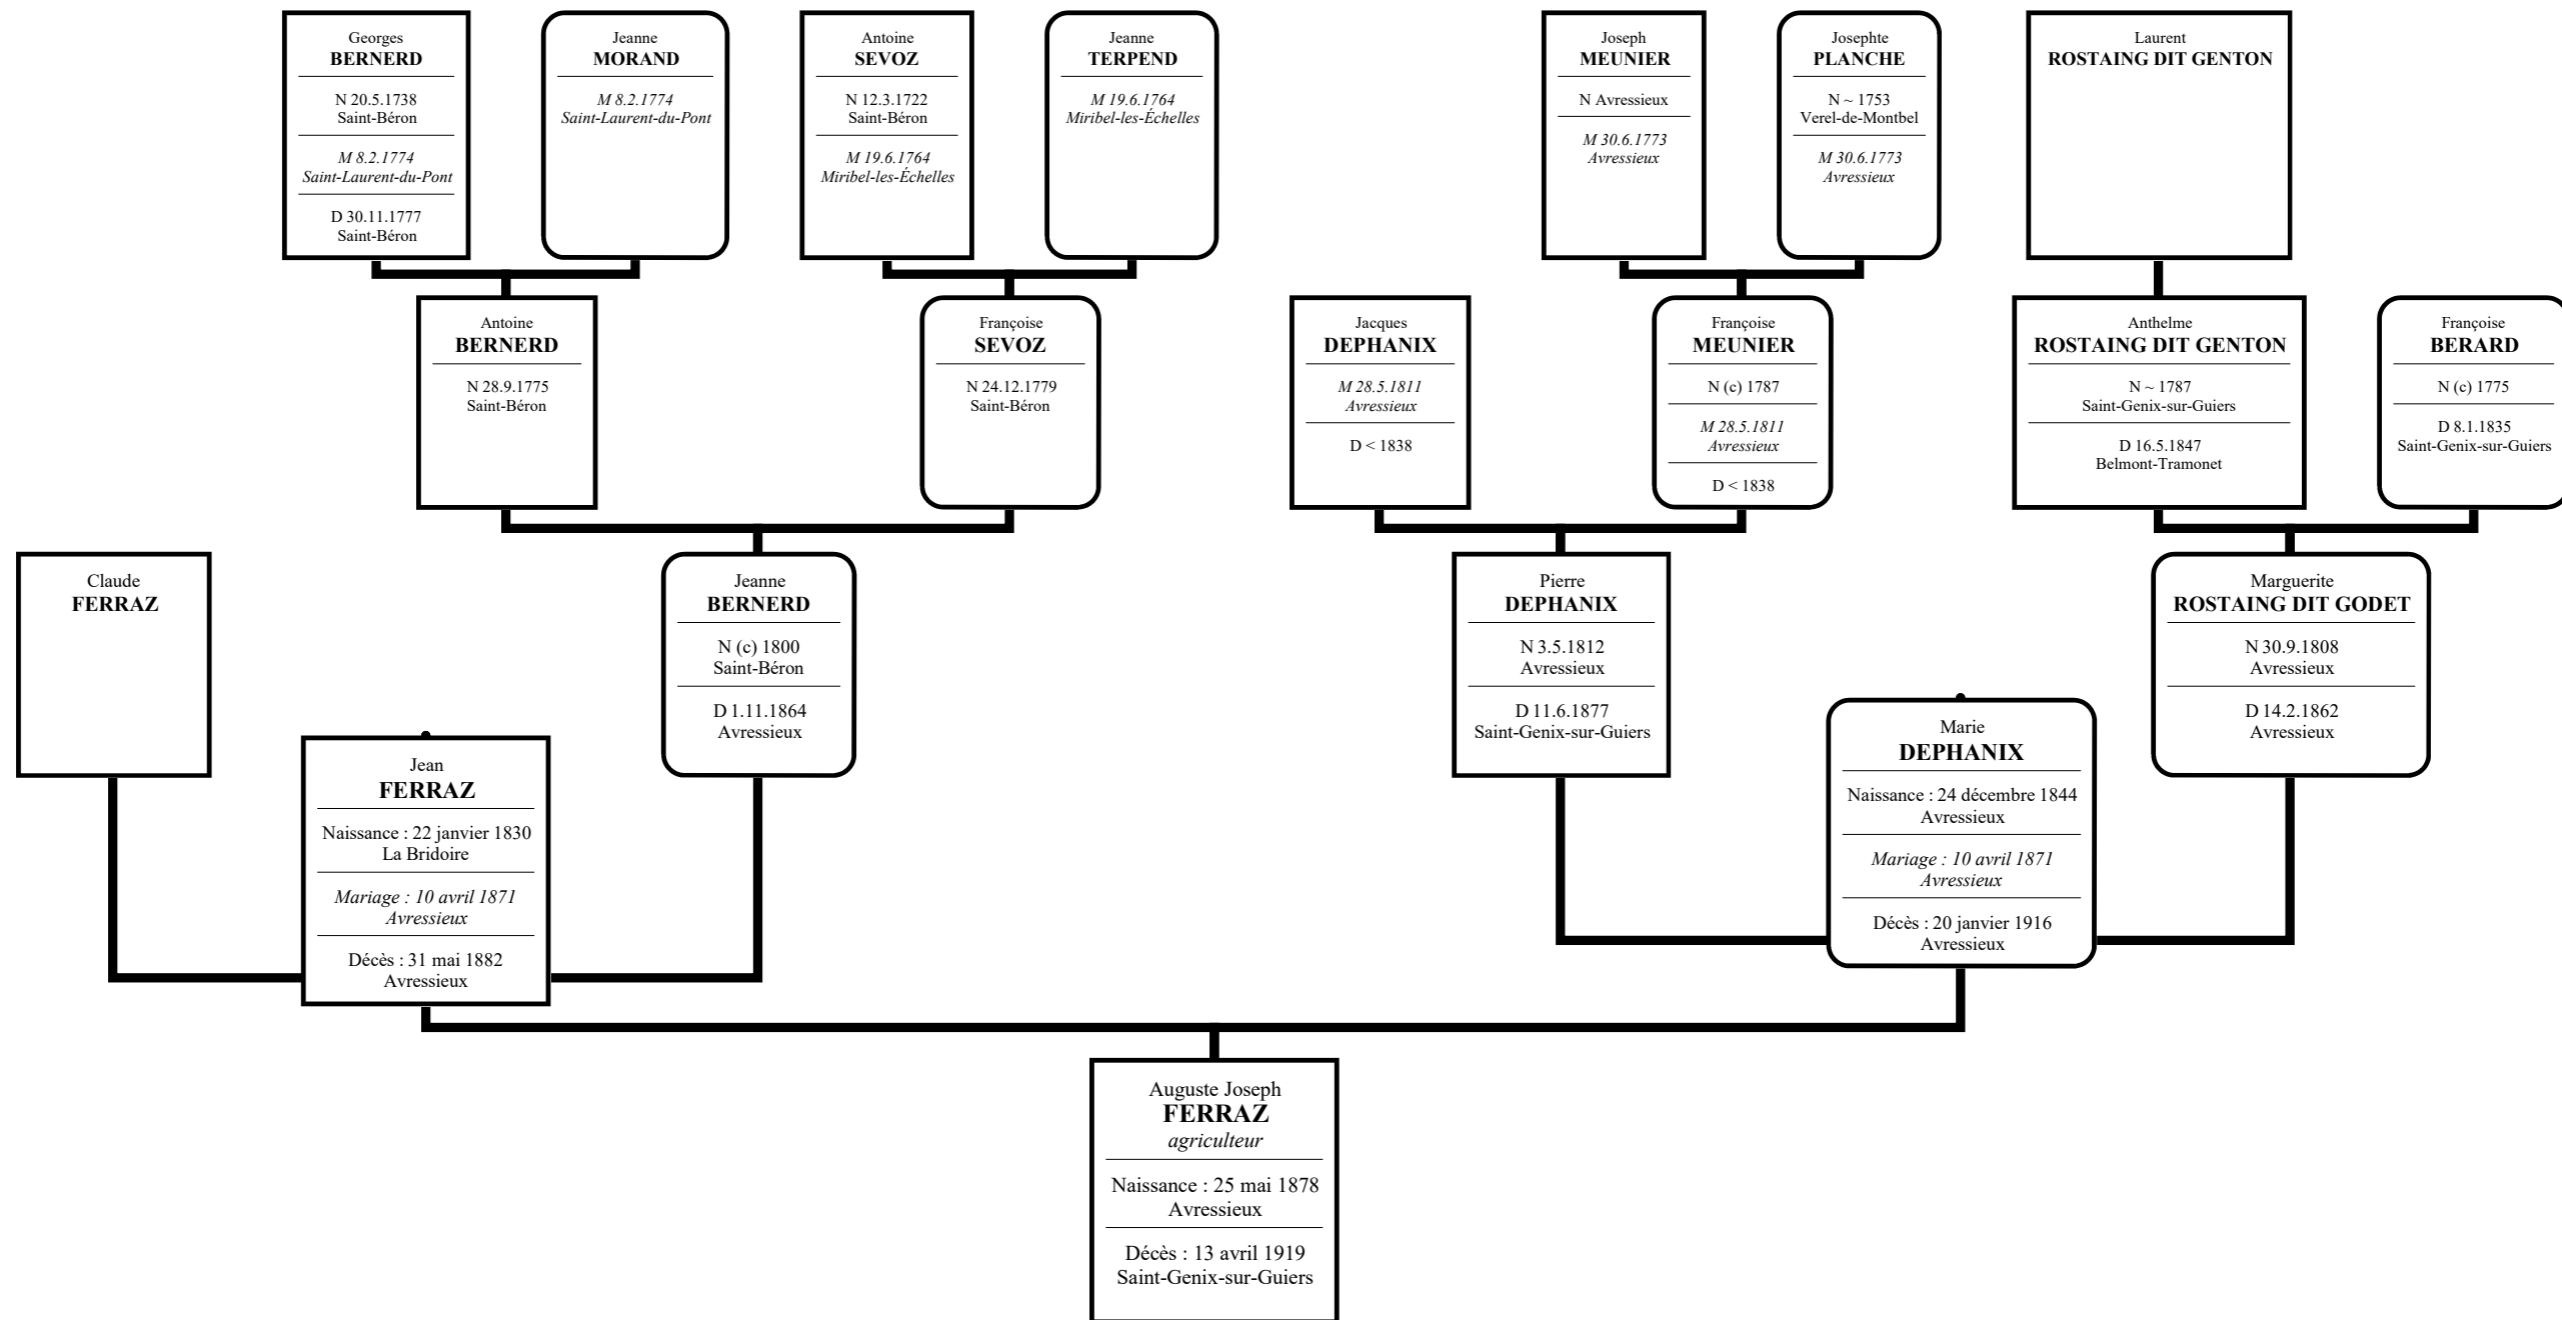 Georges
BERNERD
N 20.5.1738
Saint-Béron
M 8.2.1774
Saint-Laurent-du-Pont
D 30.11.1777
Saint-Béron
Jeanne
MORAND
M 8.2.1774
Saint-Laurent-du-Pont
Antoine
SEVOZ
N 12.3.1722
Saint-Béron
M 19.6.1764
Miribel-les-Échelles
Jeanne
TERPEND
M 19.6.1764
Miribel-les-Échelles
Joseph
MEUNIER
N Avressieux
M 30.6.1773
Avressieux
Josephte
PLANCHE
N ~ 1753
Verel-de-Montbel
M 30.6.1773
Avressieux
Laurent
ROSTAING DIT GENTON
Antoine
BERNERD
N 28.9.1775
Saint-Béron
Françoise
SEVOZ
N 24.12.1779
Saint-Béron
Jacques
DEPHANIX
M 28.5.1811
Avressieux
D < 1838
Françoise
MEUNIER
N (c) 1787
M 28.5.1811
Avressieux
D < 1838
Anthelme
ROSTAING DIT GENTON
N ~ 1787
Saint-Genix-sur-Guiers
D 16.5.1847
Belmont-Tramonet
Françoise
BERARD
N (c) 1775
D 8.1.1835
Saint-Genix-sur-Guiers
Claude
FERRAZ
Jeanne
BERNERD
N (c) 1800
Saint-Béron
D 1.11.1864
Avressieux
Pierre
DEPHANIX
N 3.5.1812
Avressieux
D 11.6.1877
Saint-Genix-sur-Guiers
Marguerite
ROSTAING DIT GODET
N 30.9.1808
Avressieux
D 14.2.1862
Avressieux
Jean
FERRAZ
Naissance : 22 janvier 1830
La Bridoire
Mariage : 10 avril 1871
Avressieux
Décès : 31 mai 1882
Avressieux
Marie
DEPHANIX
Naissance : 24 décembre 1844
Avressieux
Mariage : 10 avril 1871
Avressieux
Décès : 20 janvier 1916
Avressieux
Auguste Joseph
FERRAZ
agriculteur
Naissance : 25 mai 1878
Avressieux
Décès : 13 avril 1919
Saint-Genix-sur-Guiers